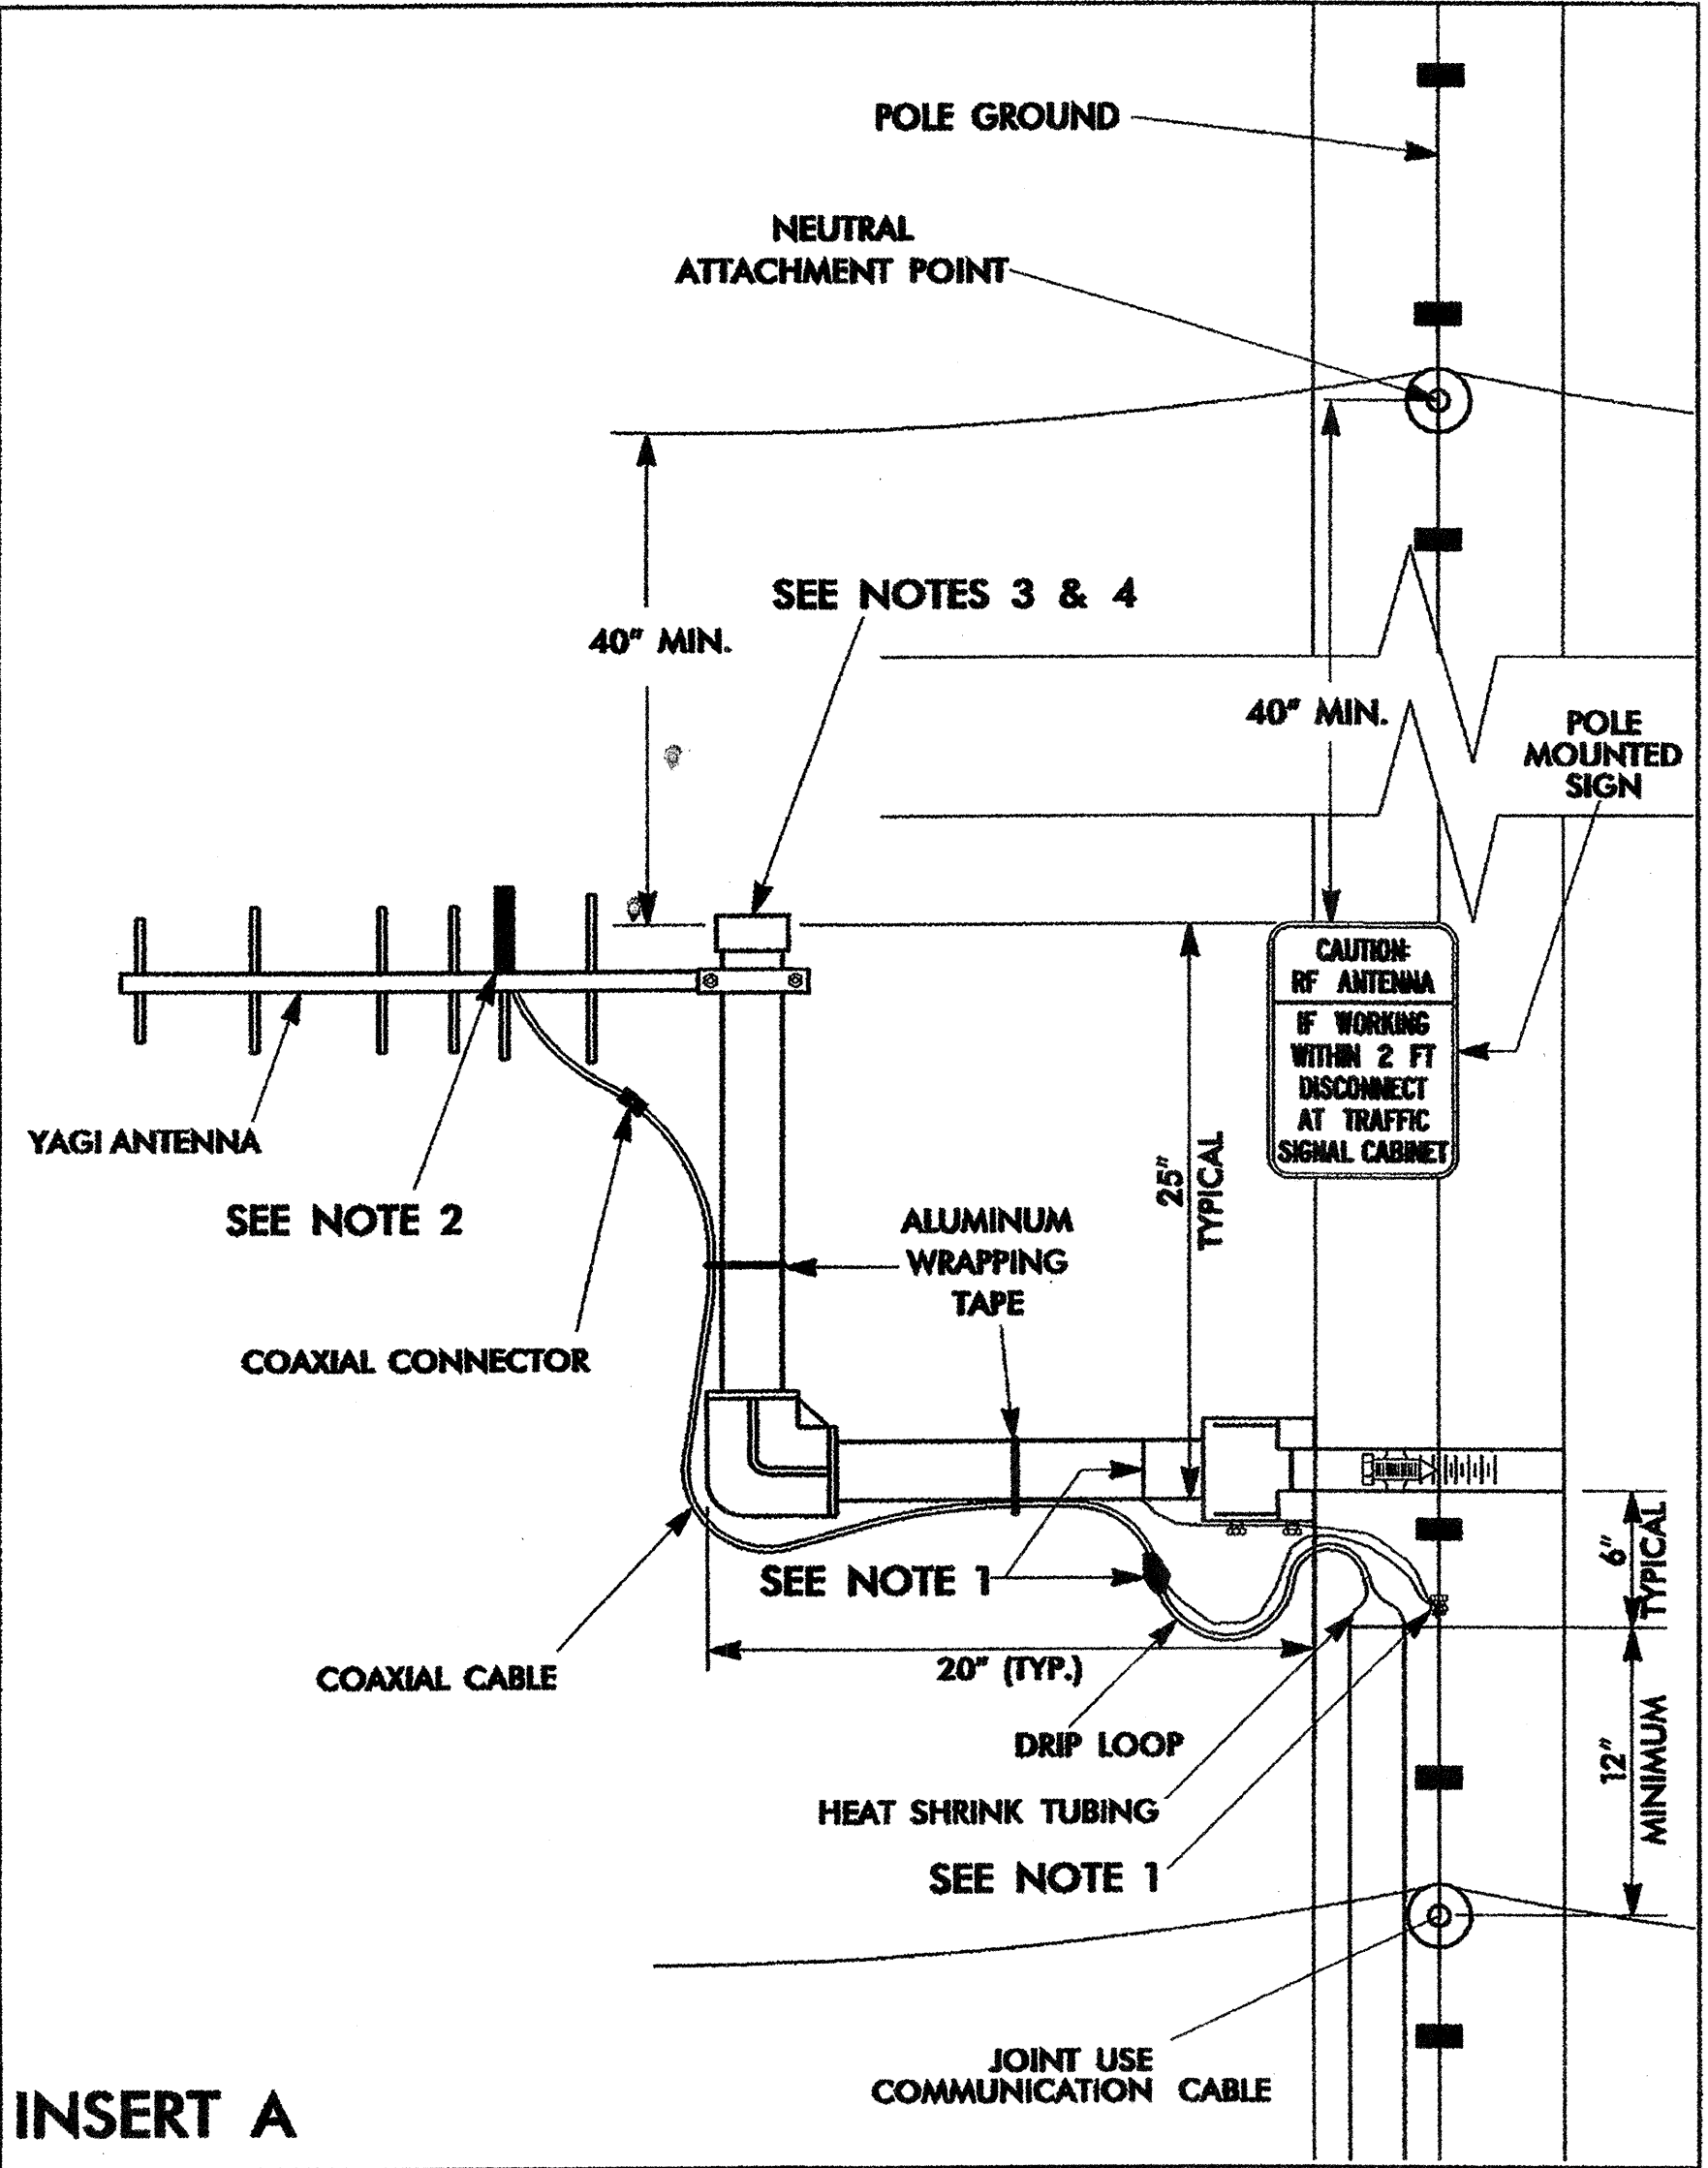 POLE GROUND
NEUTRAL
ATTACHMENT POINT
SEE NOTES 3 & 4
40" MIN.
40" MIN.
POLE
MOUNTED
SIGN
CAUTION:
RF ANTENNA
IF WORKING
WITHIN 2 FT
DISCONNECT
AT TRAFFIC
SIGNAL CABINET
YAGI ANTENNA
SEE NOTE 2
25"
TYPICAL
ALUMINUM
WRAPPING
TAPE
COAXIAL CONNECTOR
6"
TYPICAL
SEE NOTE 1
COAXIAL CABLE
20" (TYP.)
DRIP LOOP
12"
MINIMUM
HEAT SHRINK TUBING
SEE NOTE 1
JOINT USE
COMMUNICATION CABLE
INSERT A